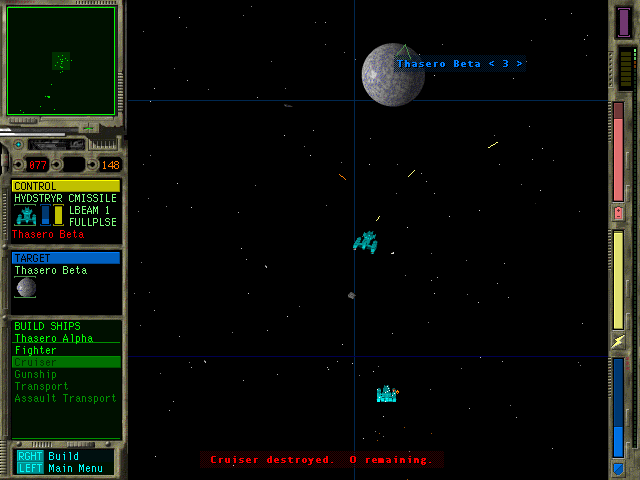 Thasero Beta < 3 >
077 148
CONTROL
HVDSTRYR CMISSILE
LBEAM 1
FULLPLSE
Thasero Beta
TARGET
Thasero Beta
BUILD SHIPS
Thasero Alpha
Fighter
Cruiser
Gunship
Transport
Assault Transport
RGHT Build
LEFT Main Menu
Cruiser destroyed. 0 remaining.